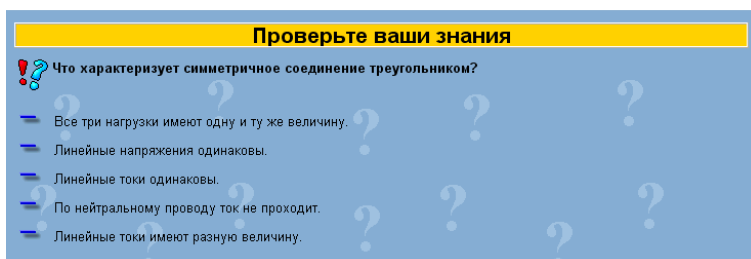 Проверьте ваши знания
Что характеризует симметричное соединение треугольником?
Все три нагрузки имеют одну и ту же величину.
Линейные напряжения одинаковы.
Линейные токи одинаковы.
По нейтральному проводу ток не проходит.
Линейные токи имеют разную величину.